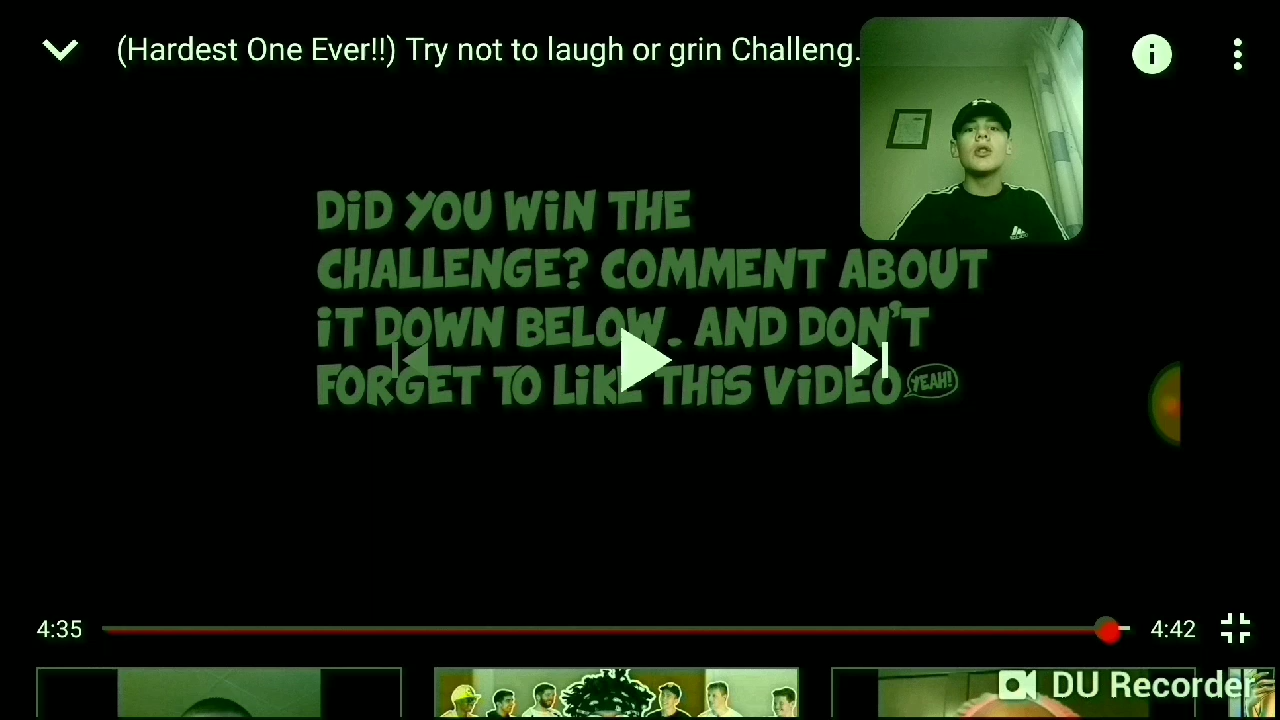 (Hardest One Ever!!) Try not to laugh or grin Challeng.
DiD YOU WiN THE
CHALLENGE? COMMENT ABOUT
iT DOWN BELOW. AND DON'T
FORGET TO LiKE THiS ViDEO
YEAH!
adidas
4:35
4:42
DU Recorder